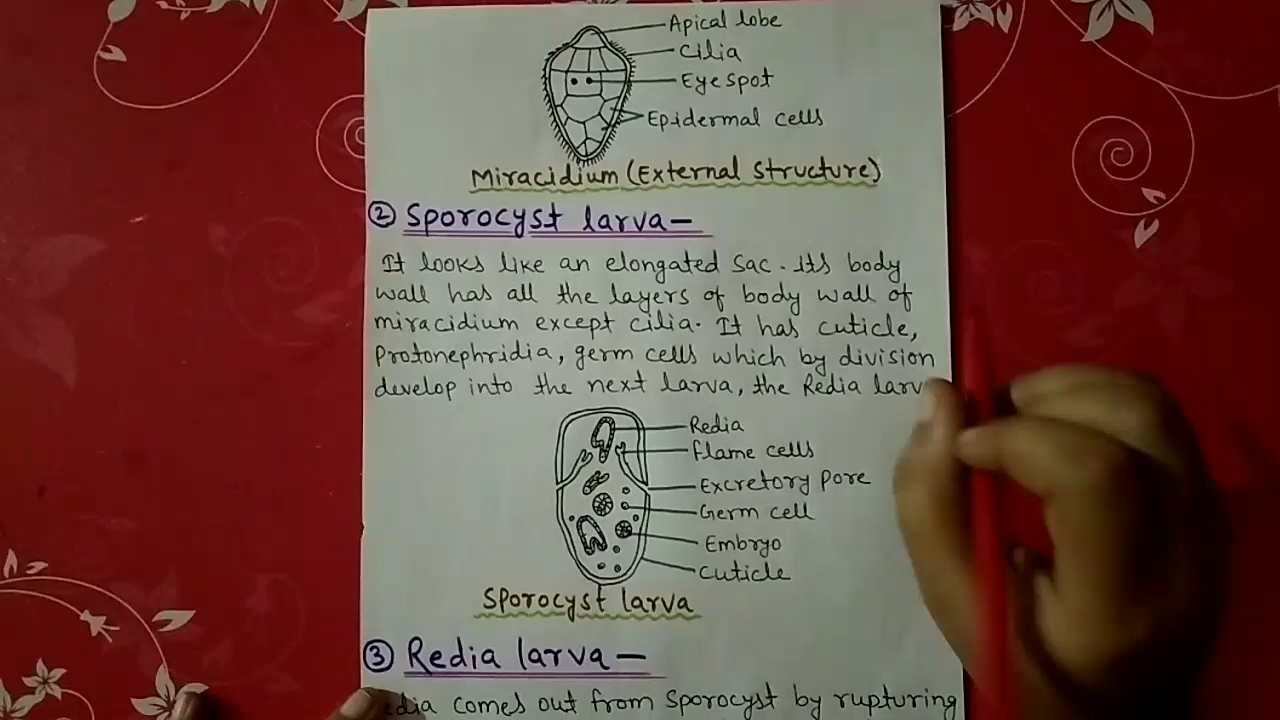 Apical lobe
Cilia
Eye spot
Epidermal cells
Miracidium (External structure)
② Sporocyst larva-
It looks like an elongated sac. Its body
wall has all the layers of body wall of
miracidium except cilia. It has cuticle,
Protonephridia, germ cells which by division
develop into the next larva, the Redia
Redia
Flame cells
Excretory pore
Germ cell
Embryo
Cuticle
Sporocyst larva
③ Redia larva-
comes out from sporocyst by rupturing